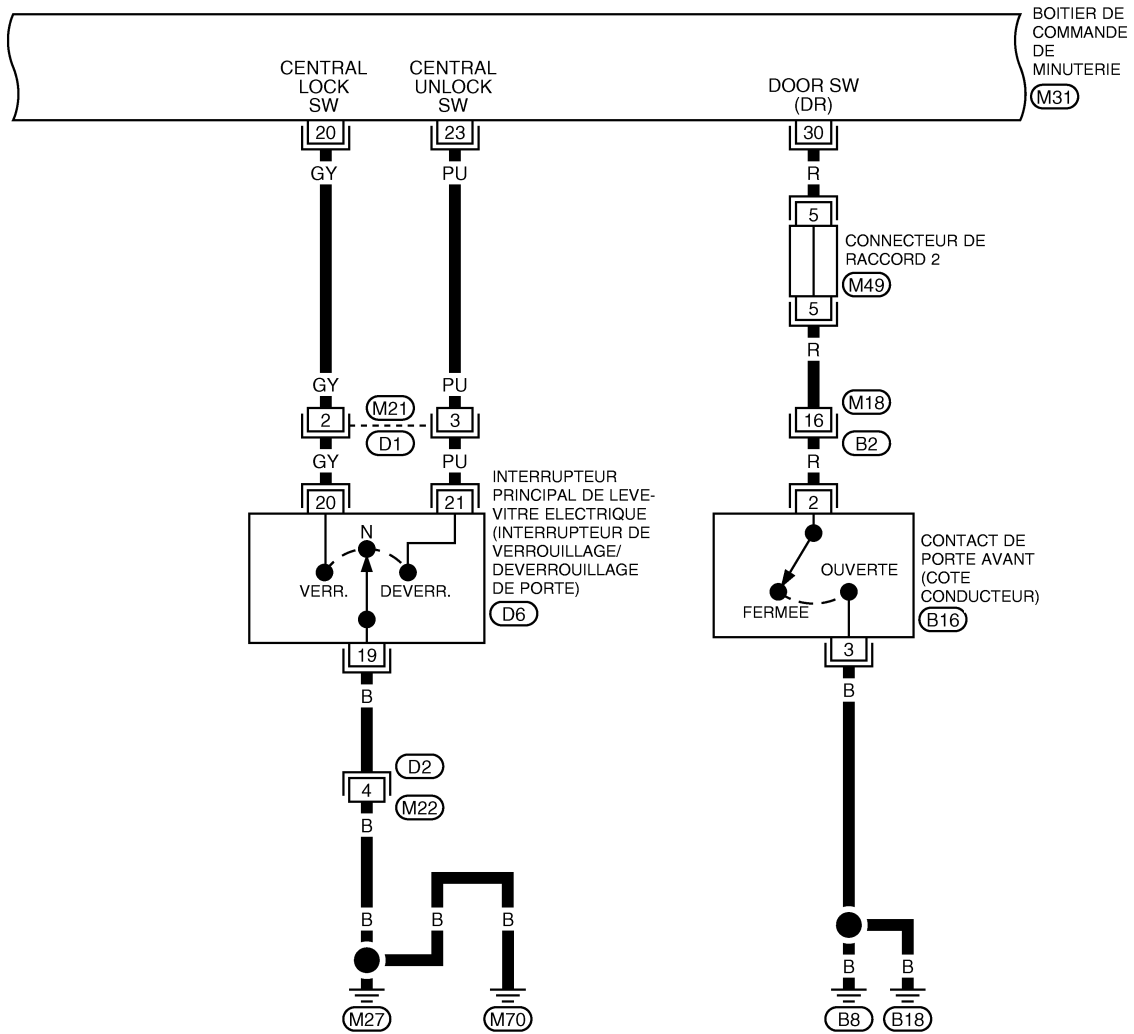 BOITIER DE
COMMANDE
DE
MINUTERIE
M31
CENTRAL
LOCK
SW
CENTRAL
UNLOCK
SW
DOOR SW
(DR)
20
23
30
GY
PU
R
5
CONNECTEUR DE
RACCORD 2
M49
5
R
GY
PU
2
M21
D1
3
16
M18
B2
GY
PU
R
20
21
2
INTERRUPTEUR
PRINCIPAL DE LEVE-
VITRE ELECTRIQUE
(INTERRUPTEUR DE
VERROUILLAGE/
DEVERROUILLAGE
DE PORTE)
D6
N
VERR.
DEVERR.
CONTACT DE
PORTE AVANT
(COTE
CONDUCTEUR)
B16
OUVERTE
FERMEE
19
3
B
B
D2
4
M22
B
B
B
B
B
B
M27
M70
B8
B18